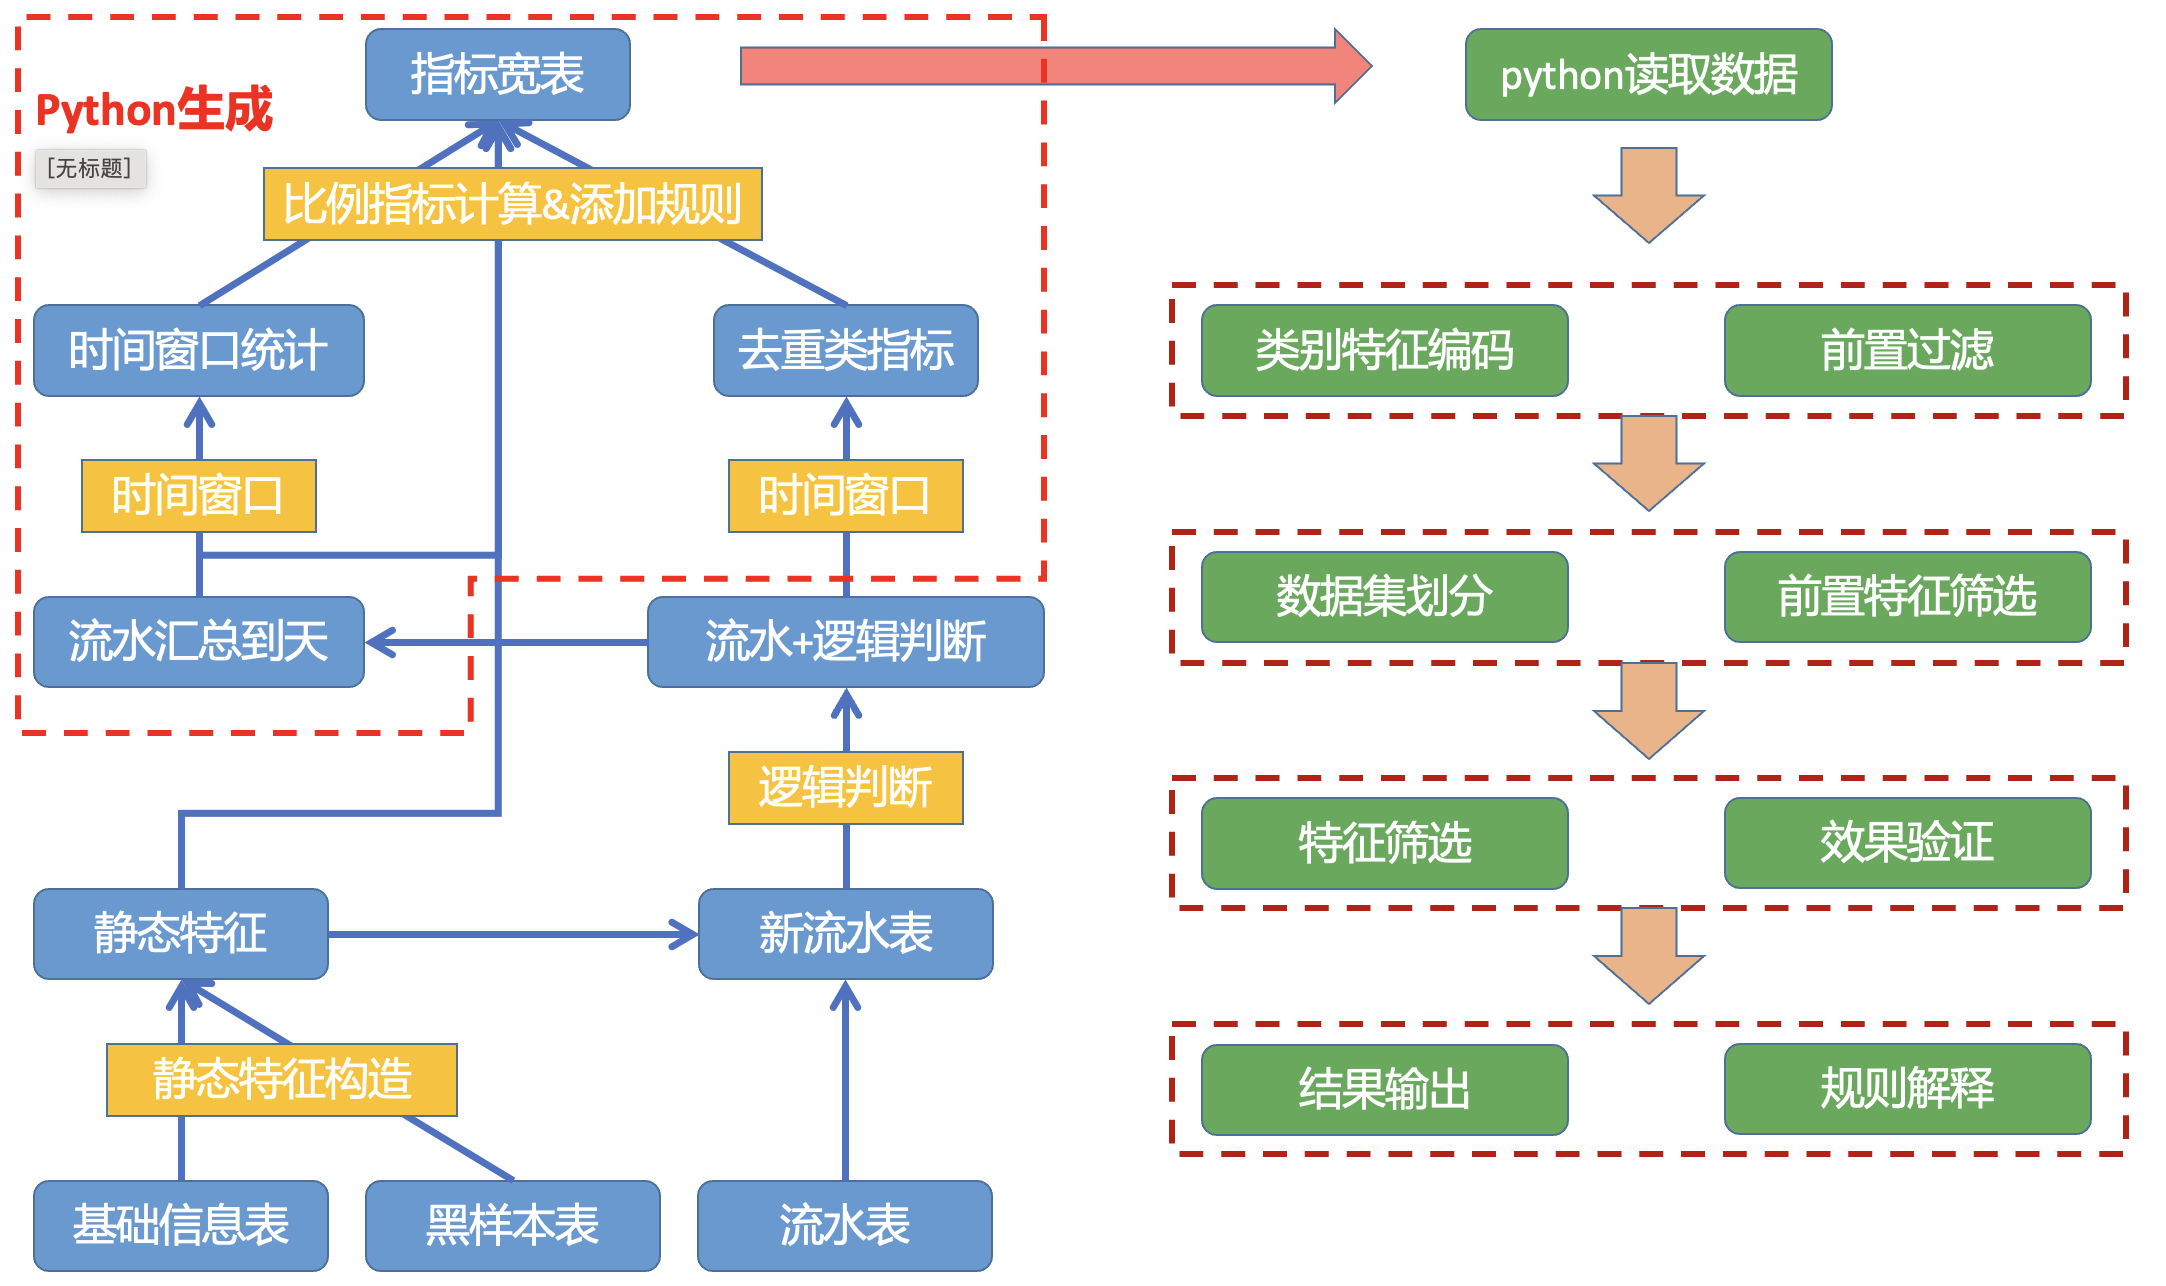 指标宽表
python读取数据
Python生成
[无标题]
比例指标计算&添加规则
时间窗口统计
去重类指标
类别特征编码
前置过滤
时间窗口
时间窗口
数据集划分
前置特征筛选
流水汇总到天
流水+逻辑判断
逻辑判断
特征筛选
效果验证
静态特征
新流水表
静态特征构造
结果输出
规则解释
基础信息表
黑样本表
流水表